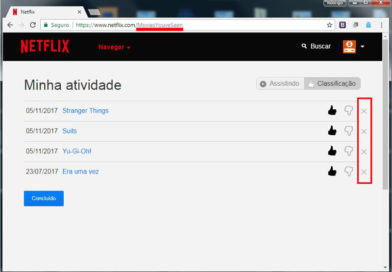 Netflix
Seguro | https://www.netflix.com/MoviesYouveSeen
NETFLIX
Navegar
Buscar
Minha atividade
Assistindo
Classificação
05/11/2017 Stranger Things
05/11/2017 Suits
05/11/2017 Yu-Gi-Oh!
23/07/2017 Era uma vez
Concluído